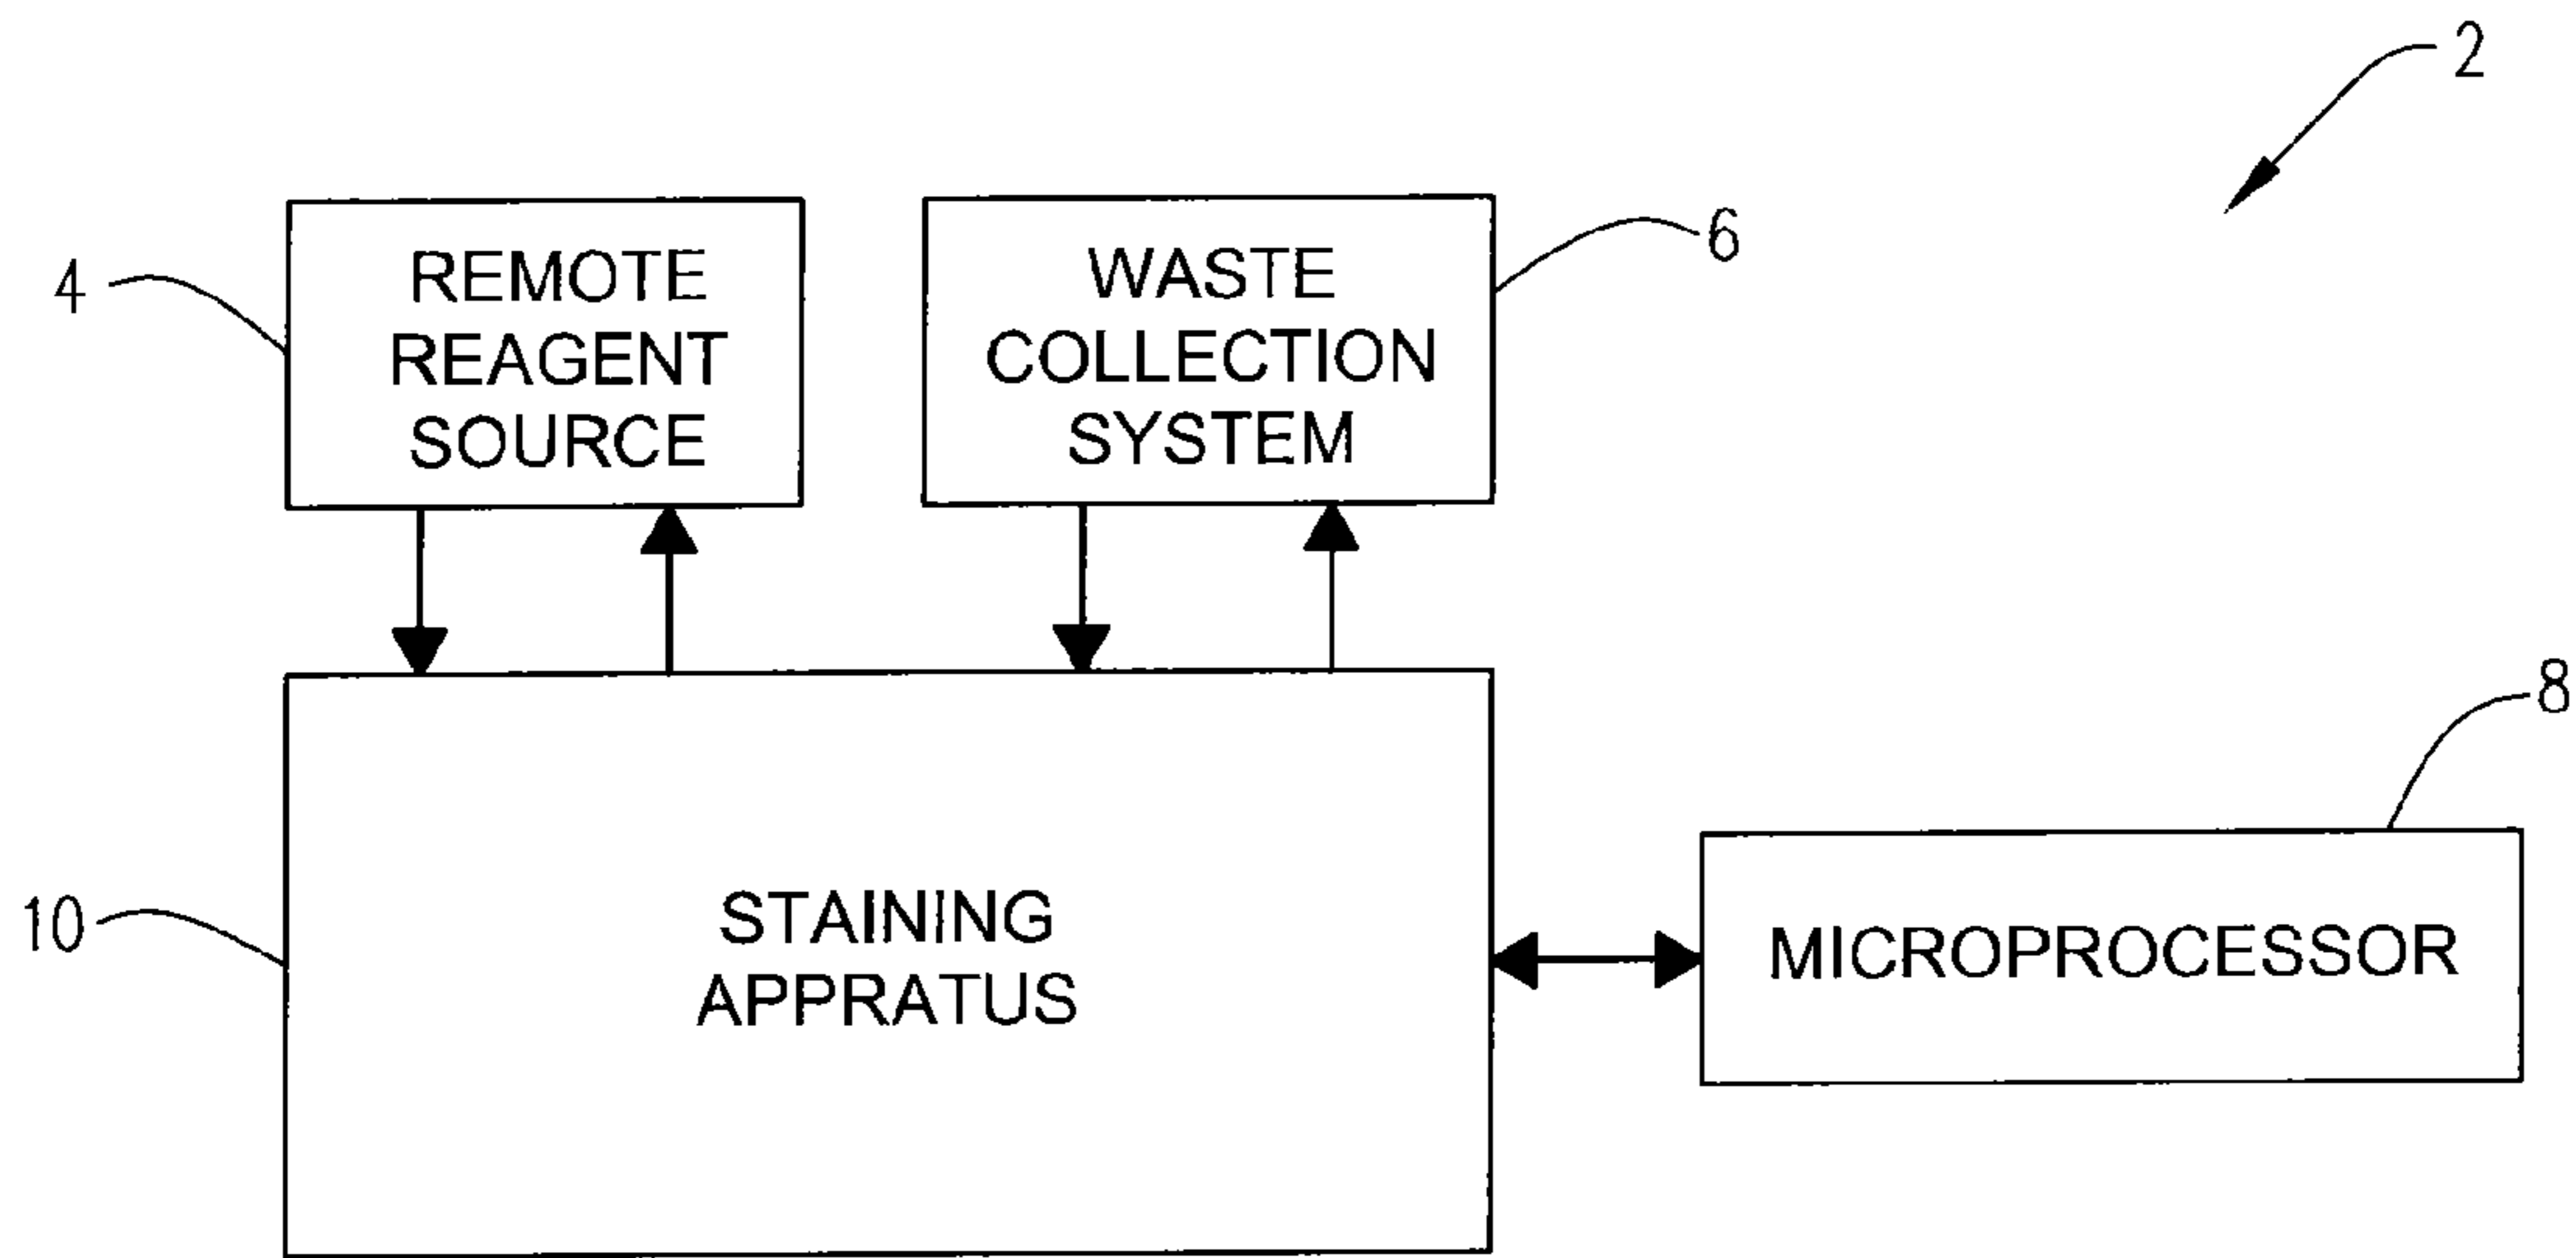 2
4
REMOTE
REAGENT
SOURCE
WASTE
COLLECTION
SYSTEM
6
8
10
STAINING
APPRATUS
MICROPROCESSOR